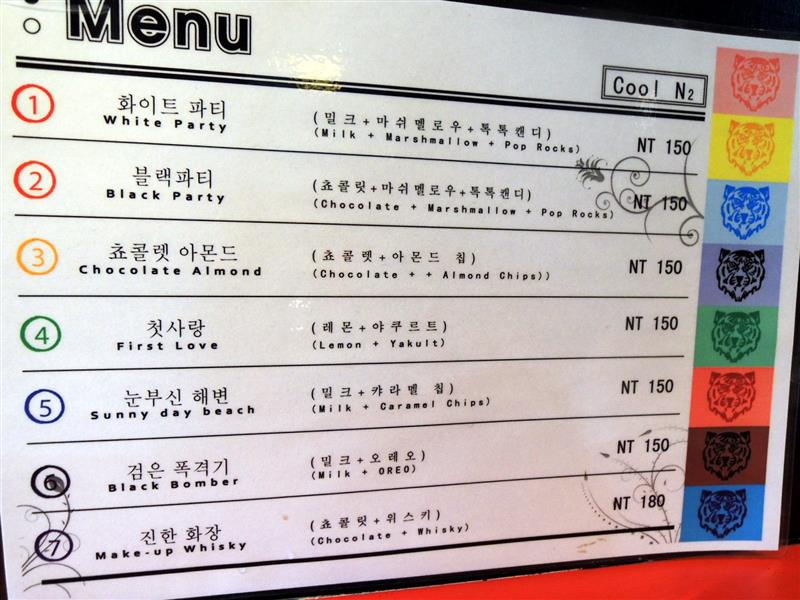 Menu
Cool N2
1 화이트 파티 (밀크+마쉬멜로우+톡톡캔디) NT 150
White Party (Milk + Marshmallow + Pop Rocks)
2 블랙파티 (쵸콜릿+마쉬멜로우+톡톡캔디) NT 150
Black Party (Chocolate + Marshmallow + Pop Rocks)
3 쵸콜렛 아몬드 (쵸콜렛+아몬드 칩) NT 150
Chocolate Almond (Chocolate + + Almond Chips))
4 첫사랑 (레몬+야쿠르트) NT 150
First Love (Lemon + Yakult)
5 눈부신 해변 (밀크+캬라멜 칩) NT 150
Sunny day beach (Milk + Caramel Chips)
6 검은 폭격기 (밀크+오레오) NT 150
Black Bomber (Milk + OREO)
7 진한 화장 (쵸콜릿+위스키) NT 180
Make-up Whisky (Chocolate + Whisky)